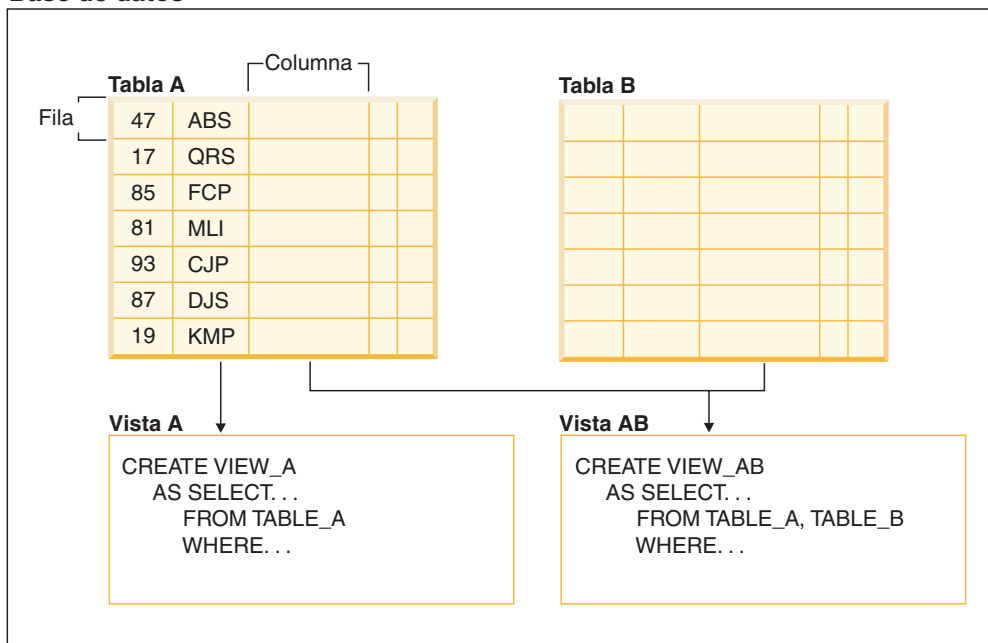 Base de datos
Columna
Tabla A
Tabla B
Fila
47 ABS
17 QRS
85 FCP
81 MLI
93 CJP
87 DJS
19 KMP
Vista A
CREATE VIEW_A
AS SELECT. . .
FROM TABLE_A
WHERE. . .
Vista AB
CREATE VIEW_AB
AS SELECT. . .
FROM TABLE_A, TABLE_B
WHERE. . .